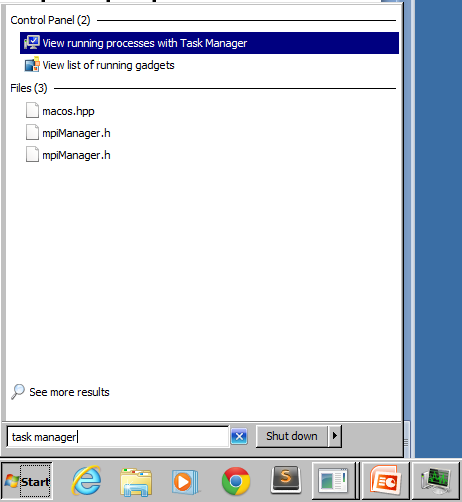 Control Panel (2)
View running processes with Task Manager
View list of running gadgets
Files (3)
macos.hpp
mpiManager.h
mpiManager.h
See more results
task manager
Shut down
Start